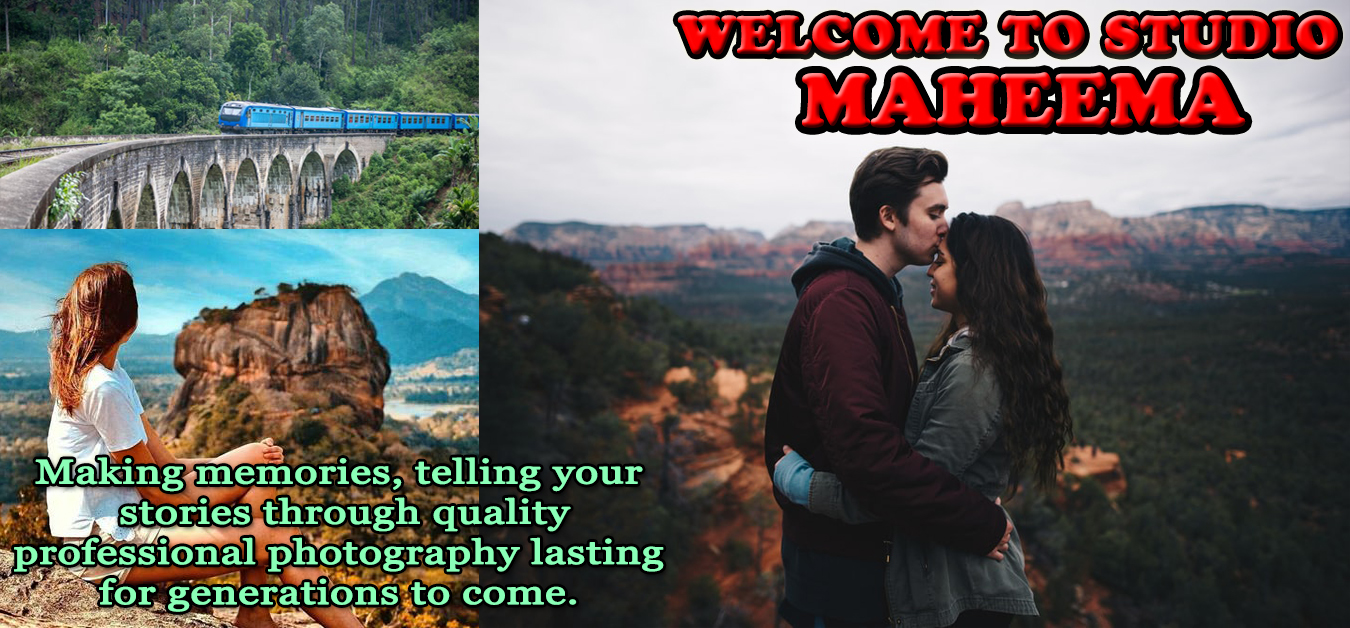 WELCOME TO STUDIO
MAHEEMA
Making memories, telling your
stories through quality
professional photography lasting
for generations to come.